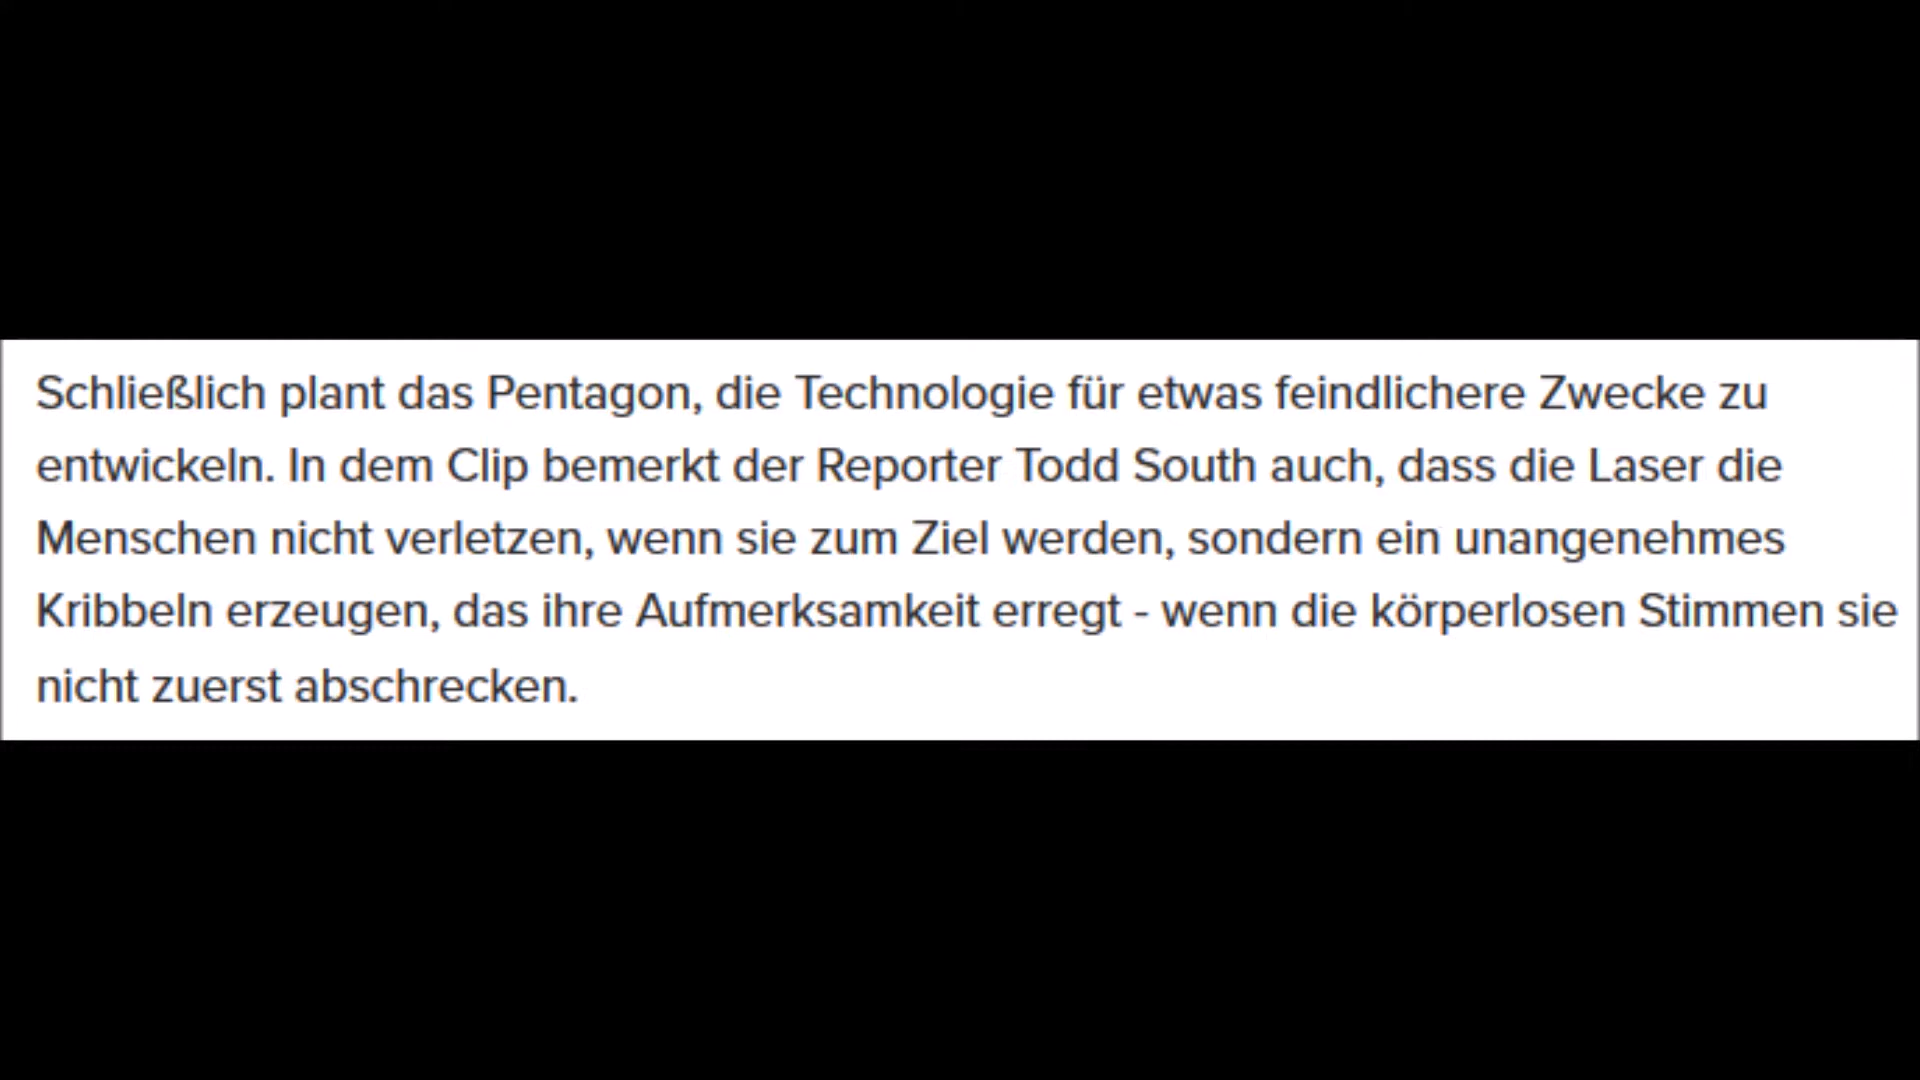 Schließlich plant das Pentagon, die Technologie für etwas feindlichere Zwecke zu
entwickeln. In dem Clip bemerkt der Reporter Todd South auch, dass die Laser die
Menschen nicht verletzen, wenn sie zum Ziel werden, sondern ein unangenehmes
Kribbeln erzeugen, das ihre Aufmerksamkeit erregt - wenn die körperlosen Stimmen sie
nicht zuerst abschrecken.